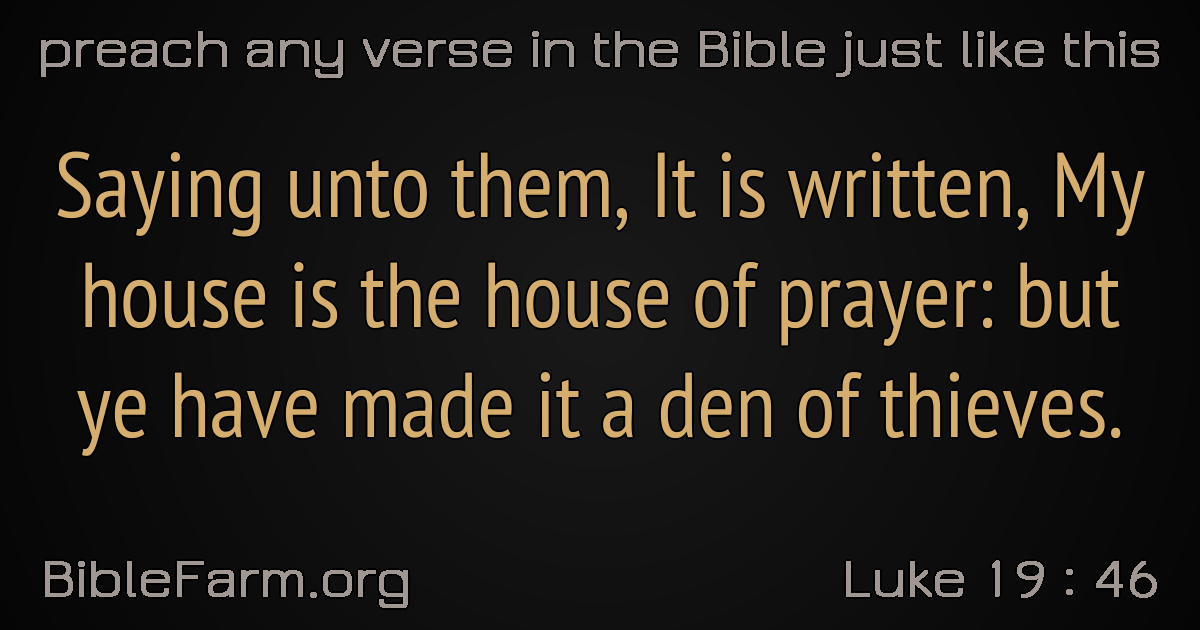 preach any verse in the Bible just like this
Saying unto them, It is written, My
house is the house of prayer: but
ye have made it a den of thieves.
BibleFarm.org
Luke 19 : 46